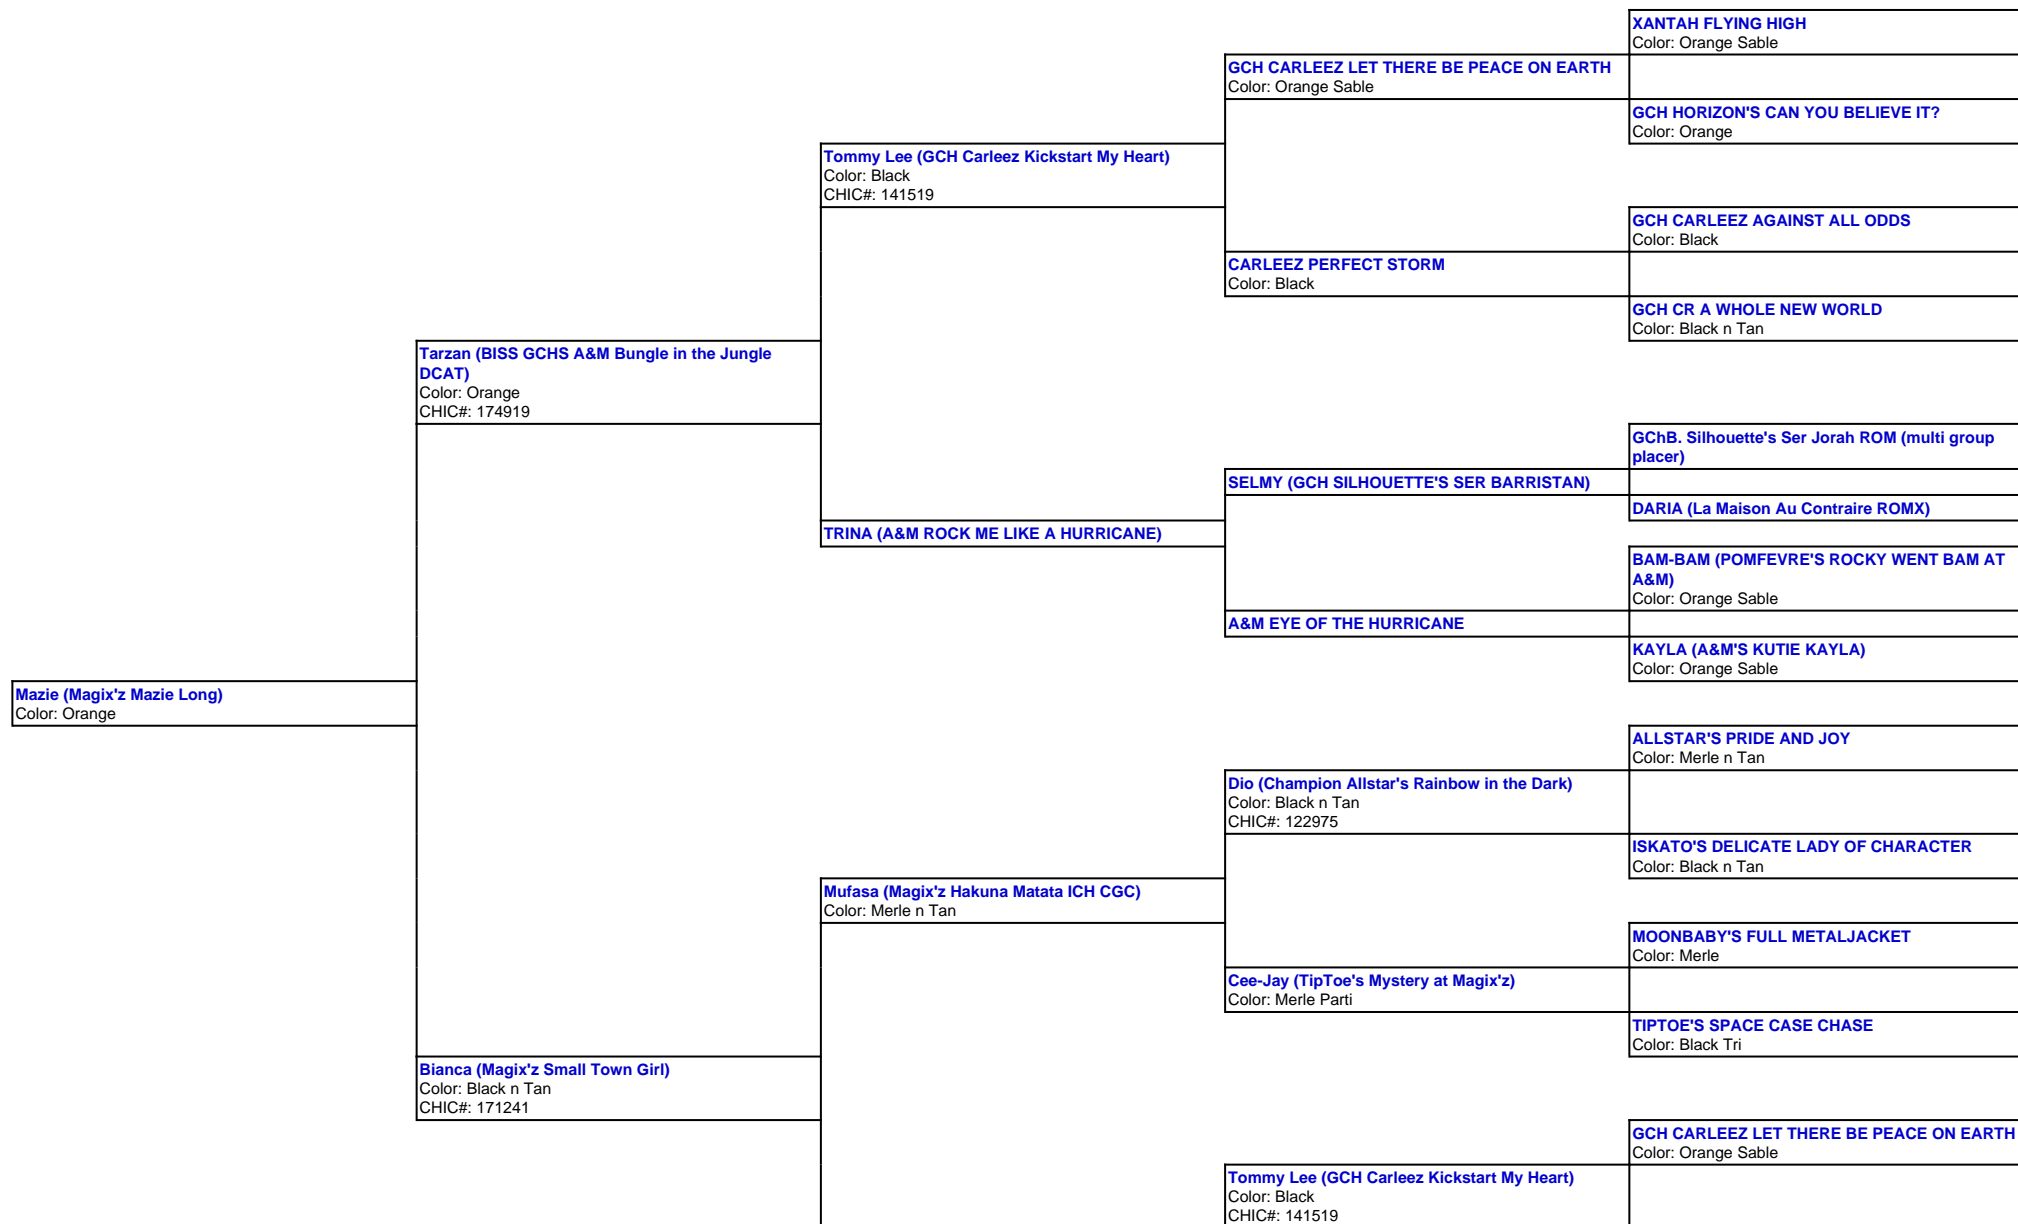 XANTAH FLYING HIGH
Color: Orange Sable
GCH CARLEEZ LET THERE BE PEACE ON EARTH
Color: Orange Sable
GCH HORIZON'S CAN YOU BELIEVE IT?
Color: Orange
Tommy Lee (GCH Carleez Kickstart My Heart)
Color: Black
CHIC#: 141519
GCH CARLEEZ AGAINST ALL ODDS
Color: Black
CARLEEZ PERFECT STORM
Color: Black
GCH CR A WHOLE NEW WORLD
Color: Black n Tan
Tarzan (BISS GCHS A&M Bungle in the Jungle
DCAT)
Color: Orange
CHIC#: 174919
GChB. Silhouette's Ser Jorah ROM (multi group
placer)
SELMY (GCH SILHOUETTE'S SER BARRISTAN)
DARIA (La Maison Au Contraire ROMX)
TRINA (A&M ROCK ME LIKE A HURRICANE)
BAM-BAM (POMFEVRE'S ROCKY WENT BAM AT
A&M)
Color: Orange Sable
A&M EYE OF THE HURRICANE
KAYLA (A&M'S KUTIE KAYLA)
Color: Orange Sable
Mazie (Magix'z Mazie Long)
Color: Orange
ALLSTAR'S PRIDE AND JOY
Color: Merle n Tan
Dio (Champion Allstar's Rainbow in the Dark)
Color: Black n Tan
CHIC#: 122975
ISKATO'S DELICATE LADY OF CHARACTER
Color: Black n Tan
Mufasa (Magix'z Hakuna Matata ICH CGC)
Color: Merle n Tan
MOONBABY'S FULL METALJACKET
Color: Merle
Cee-Jay (TipToe's Mystery at Magix'z)
Color: Merle Parti
TIPTOE'S SPACE CASE CHASE
Color: Black Tri
Bianca (Magix'z Small Town Girl)
Color: Black n Tan
CHIC#: 171241
GCH CARLEEZ LET THERE BE PEACE ON EARTH
Color: Orange Sable
Tommy Lee (GCH Carleez Kickstart My Heart)
Color: Black
CHIC#: 141519